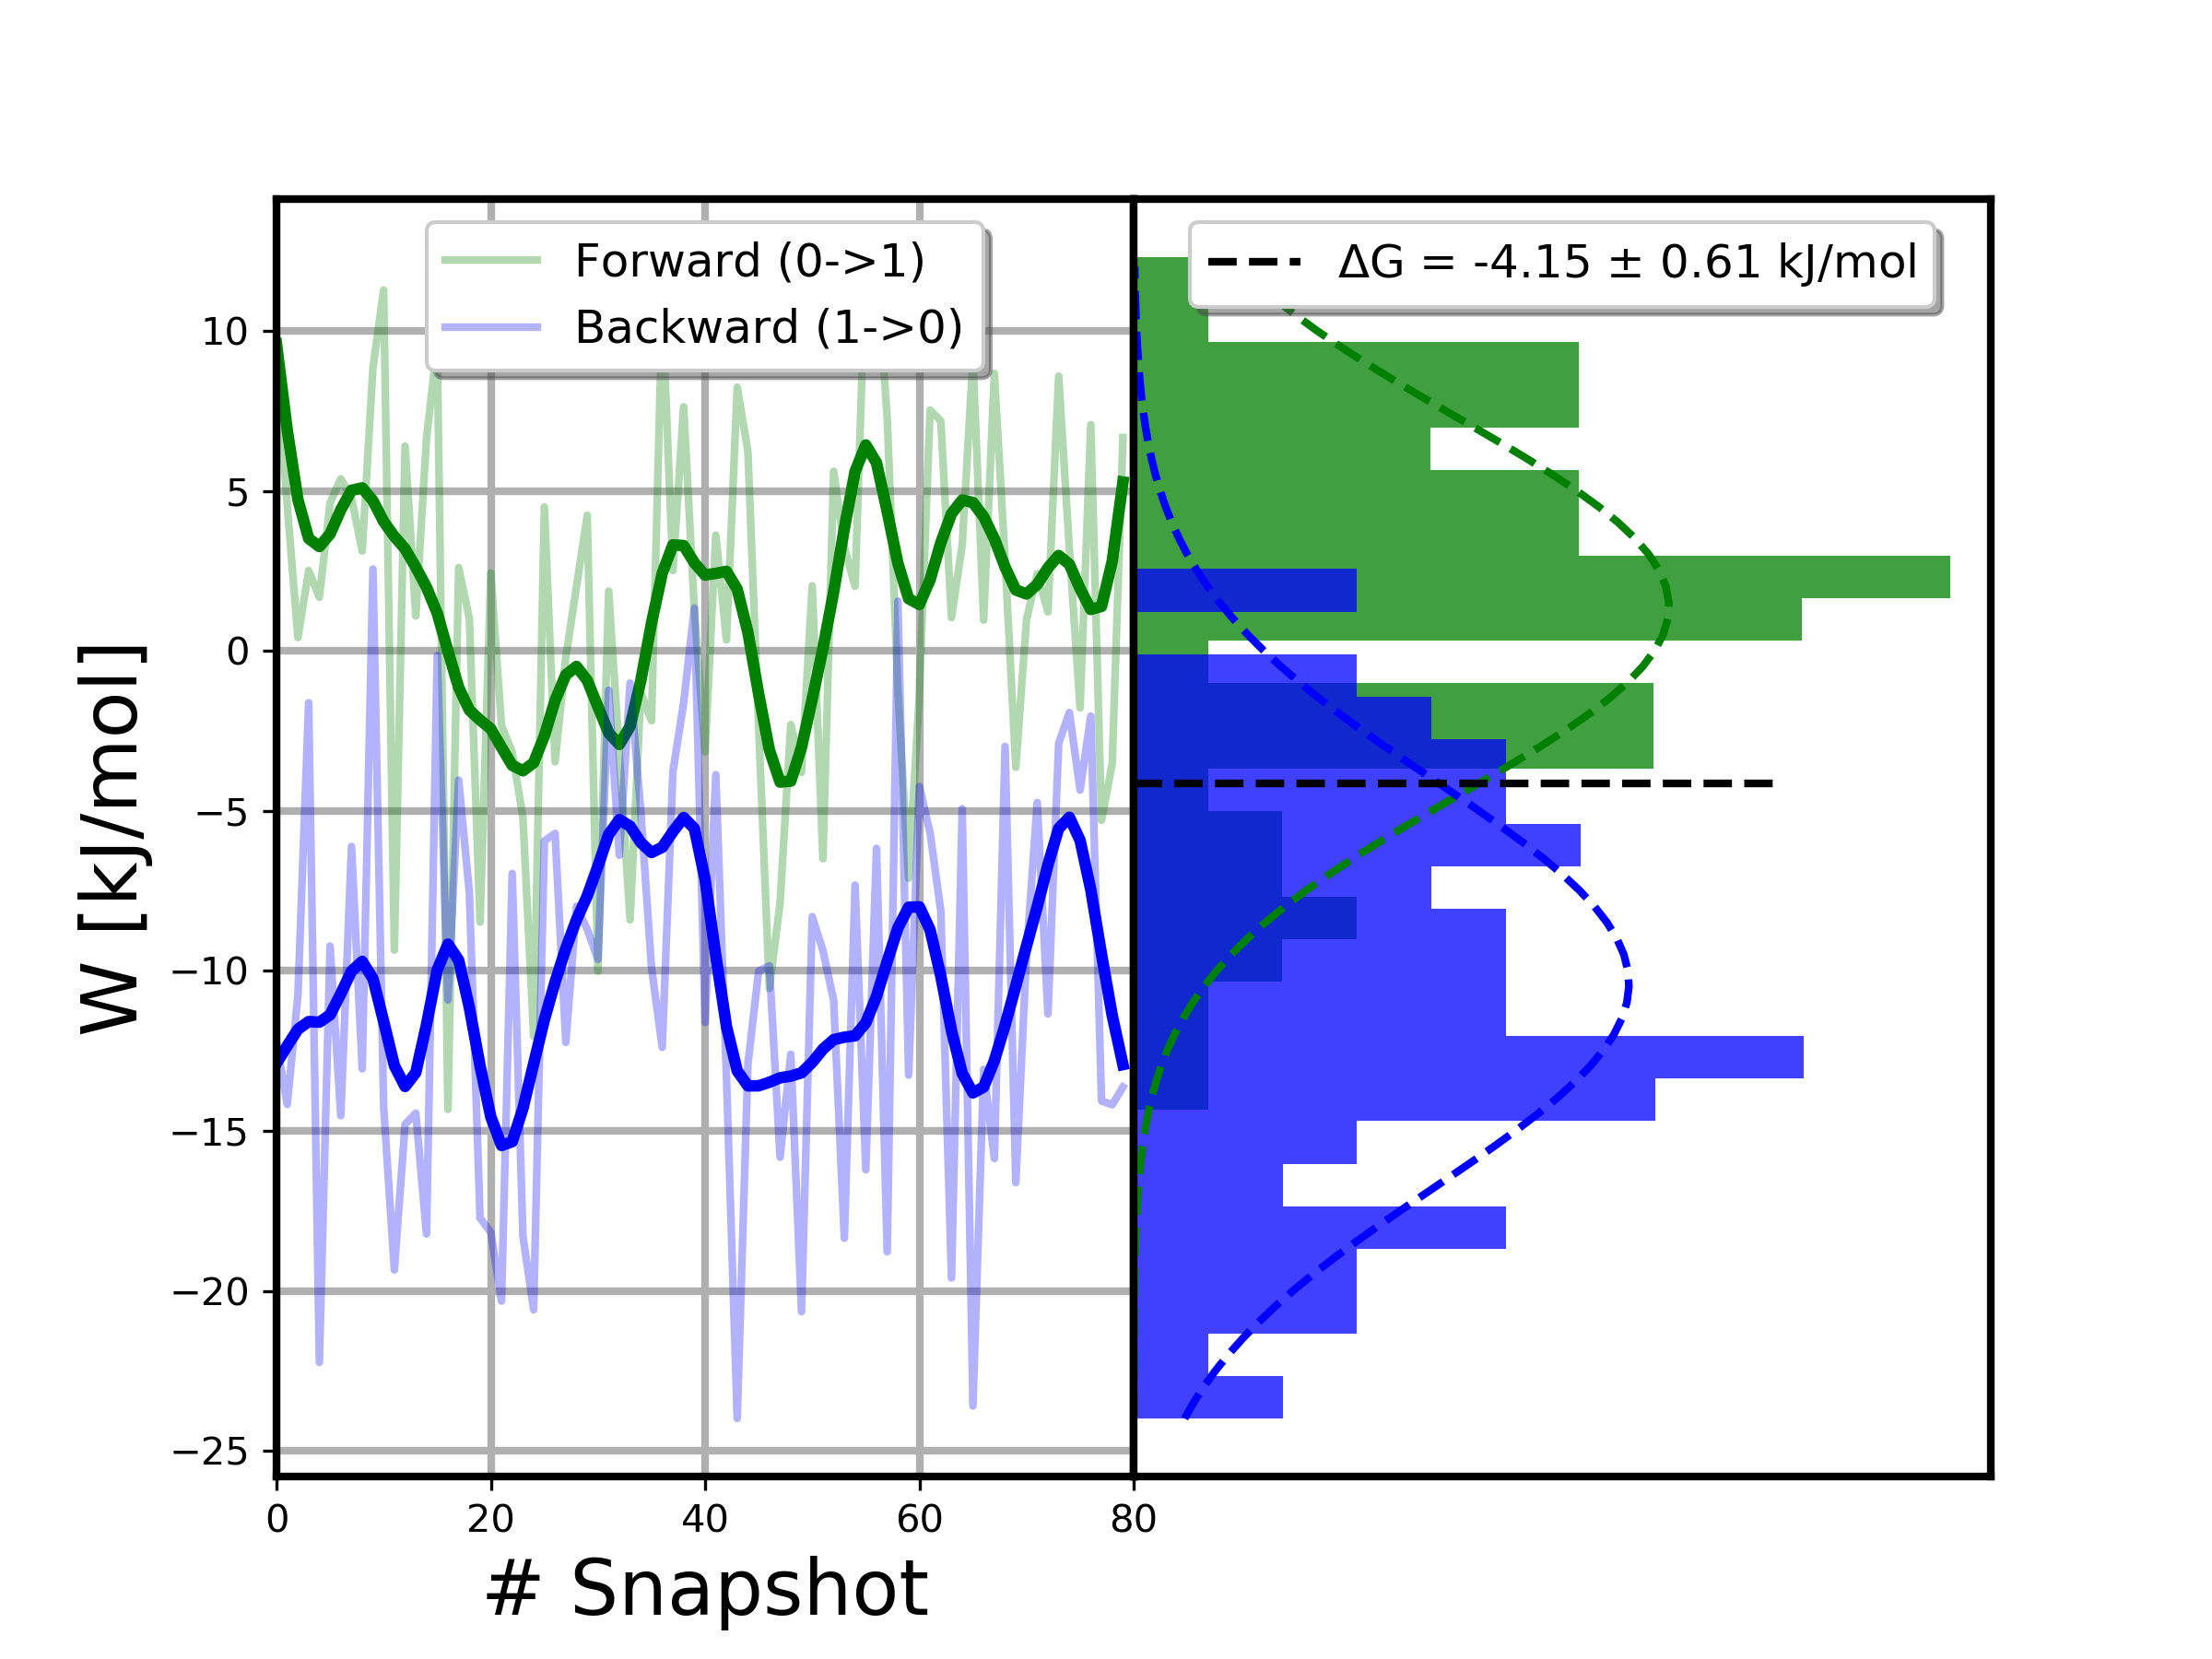 Forward (0->1)
Backward (1->0)
ΔG = -4.15 ± 0.61 kJ/mol
W [kJ/mol]
10
5
0
−5
−10
−15
−20
−25
0 20 40 60 80
# Snapshot